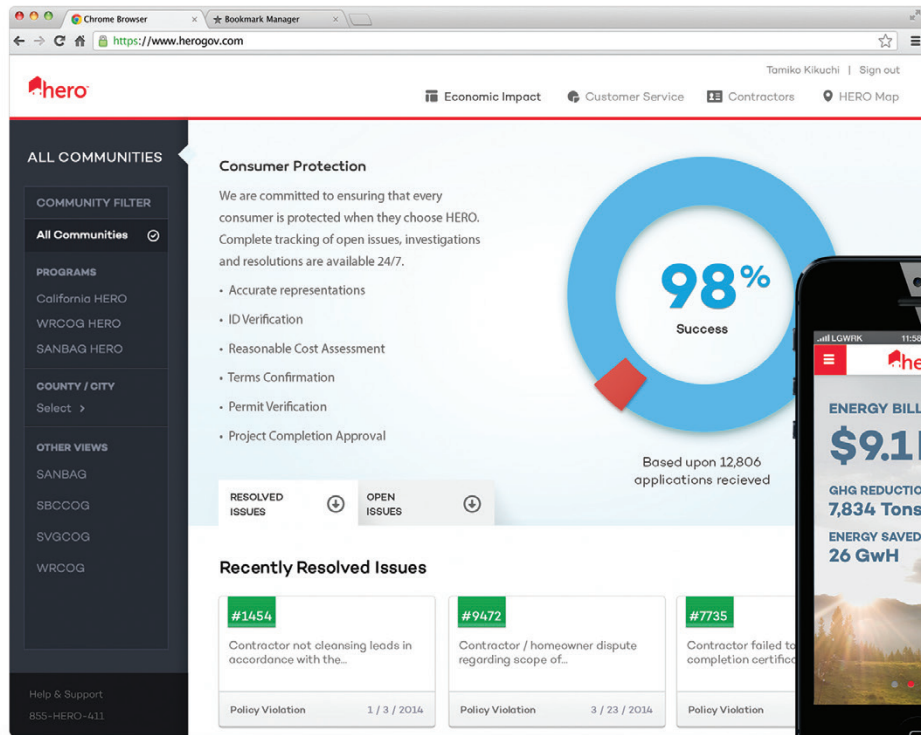 Chrome Browser
Bookmark Manager
https://www.herogov.com
Tamiko Kikuchi | Sign out
hero
Economic Impact
Customer Service
Contractors
HERO Map
ALL COMMUNITIES
COMMUNITY FILTER
All Communities
PROGRAMS
California HERO
WRCOG HERO
SANBAG HERO
COUNTY / CITY
Select >
OTHER VIEWS
SANBAG
SBCCOG
SVGCOG
WRCOG
Help & Support
855-HERO-411
Consumer Protection
We are committed to ensuring that every
consumer is protected when they choose HERO.
Complete tracking of open issues, investigations
and resolutions are available 24/7.
• Accurate representations
• ID Verification
• Reasonable Cost Assessment
• Terms Confirmation
• Permit Verification
• Project Completion Approval
98%
Success
Based upon 12,806
applications recieved
RESOLVED
ISSUES
OPEN
ISSUES
Recently Resolved Issues
#1454
Contractor not cleansing leads in
accordance with the...
Policy Violation 1 / 3 / 2014
#9472
Contractor / homeowner dispute
regarding scope of...
Policy Violation 3 / 23 / 2014
#7735
Contractor failed to
completion certific
Policy Violation
LGWRK 11:58
he
ENERGY BILL
$9.1
GHG REDUCTIO
7,834 Tons
ENERGY SAVED
26 GwH